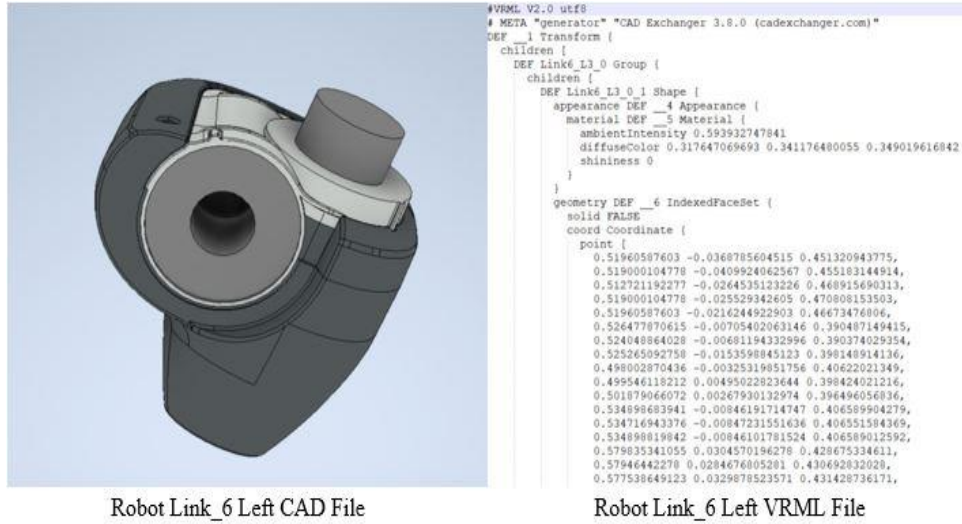 #VRML V2.0 utf8
# META "generator" "CAD Exchanger 3.8.0 (cadexchanger.com)"
DEF __1 Transform {
children [
DEF Link6_L3_0 Group {
children [
DEF Link6_L3_0_1 Shape {
appearance DEF __4 Appearance {
material DEF __5 Material {
ambientIntensity 0.593932747841
diffuseColor 0.317647069693 0.341176480055 0.349019616842
shininess 0
}
}
geometry DEF __6 IndexedFaceSet {
solid FALSE
coord Coordinate {
point [
0.51960587603 -0.0368785604515 0.451320943775,
0.519000104778 -0.0409924062567 0.455183144914,
0.512721192277 -0.0264535123226 0.468915690313,
0.519000104778 -0.025529342605 0.470808153503,
0.51960587603 -0.0216244922903 0.46673476806,
0.526477870615 -0.00705402063146 0.390487149415,
0.524048864028 -0.00681194332996 0.390374029354,
0.525265092758 -0.0153598845123 0.398148914136,
0.498002870436 -0.00325319851756 0.40622021349,
0.499546118212 0.00495022823644 0.398424021216,
0.501879066072 0.00267930132974 0.396496056836,
0.534898683941 -0.00846191714747 0.406589904279,
0.534716943376 -0.00847231551636 0.406551584369,
0.534898819842 -0.00846101781524 0.406589012592,
0.579835341055 0.0304570196278 0.428675334611,
0.57946442278 0.0284676805281 0.430692832028,
0.577538649123 0.0329878523571 0.431428736171,
Robot Link_6 Left CAD File
Robot Link_6 Left VRML File